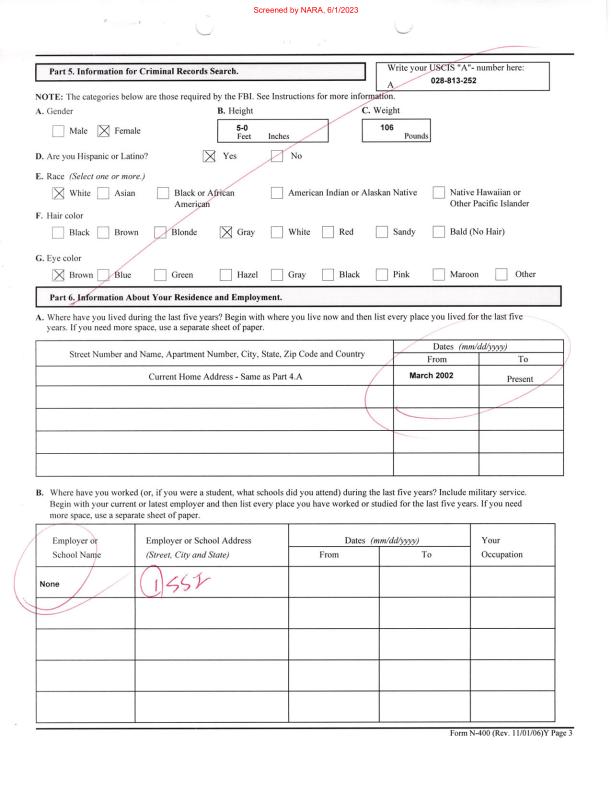 Screened by NARA, 6/1/2023
Part 5. Information for Criminal Records Search.
Write your USCIS "A"- number here:
A 028-813-252
NOTE: The categories below are those required by the FBI. See Instructions for more information.
A. Gender B. Height C. Weight
Male Female 5-0 Feet Inches 106 Pounds
D. Are you Hispanic or Latino? Yes No
E. Race (Select one or more.)
White Asian Black or African American American Indian or Alaskan Native Native Hawaiian or Other Pacific Islander
F. Hair color
Black Brown Blonde Gray White Red Sandy Bald (No Hair)
G. Eye color
Brown Blue Green Hazel Gray Black Pink Maroon Other
Part 6. Information About Your Residence and Employment.
A. Where have you lived during the last five years? Begin with where you live now and then list every place you lived for the last five
years. If you need more space, use a separate sheet of paper.
Street Number and Name, Apartment Number, City, State, Zip Code and Country
Dates (mm/dd/yyyy)
From To
Current Home Address - Same as Part 4.A March 2002 Present
B. Where have you worked (or, if you were a student, what schools did you attend) during the last five years? Include military service.
Begin with your current or latest employer and then list every place you have worked or studied for the last five years. If you need
more space, use a separate sheet of paper.
Employer or School Name
Employer or School Address (Street, City and State)
Dates (mm/dd/yyyy)
From To
Your Occupation
None 1 SSI
Form N-400 (Rev. 11/01/06)Y Page 3